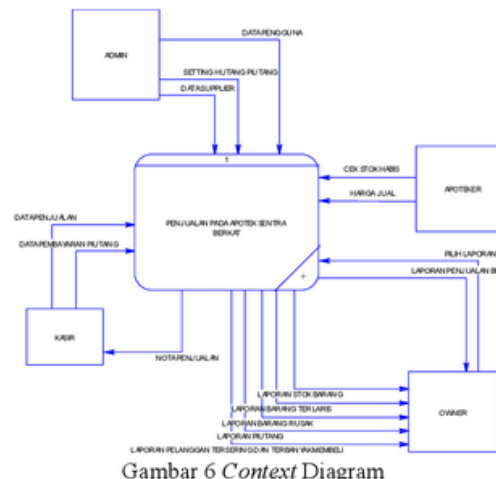 DATA PENGGUNA
ADMIN
SETTING HUTANG PIUTANG
DATA SUPPLIER
1
CEK STOK HABIS
APOTEKER
HARGA JUAL
DATA PENJUALAN
PENJUALAN PADA APOTEK SENTRA
BERKAT
DATA PEMBAYARAN PIUTANG
PILIH LAPORAN
LAPORAN PENJUALAN
KASIR
NOTA PENJUALAN
LAPORAN STOK BARANG
OWNER
LAPORAN BARANG TERLARIS
LAPORAN BARANG RUSAK
LAPORAN PIUTANG
LAPORAN PELANGGAN TERSERING DAN TERBANYAK MEMBELI
Gambar 6 Context Diagram